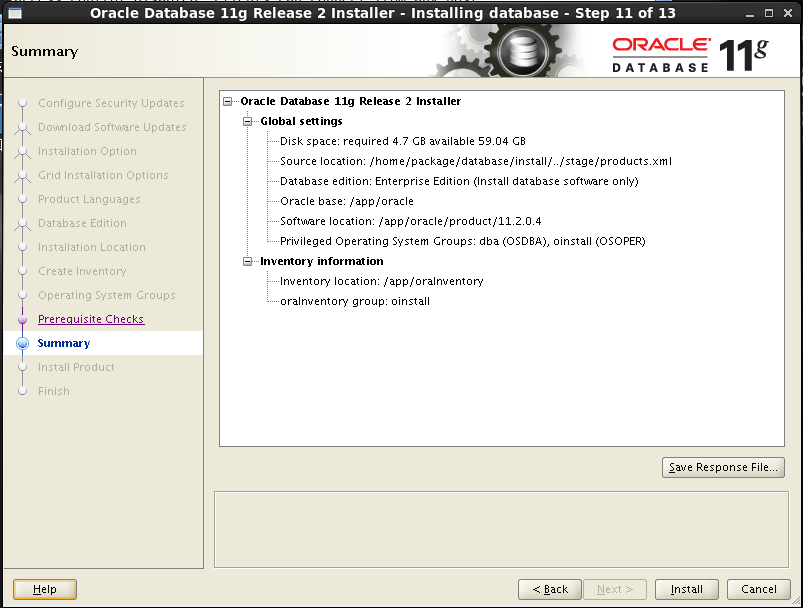 Oracle Database 11g Release 2 Installer - Installing database - Step 11 of 13
Summary
ORACLE
DATABASE 11g
Configure Security Updates
Download Software Updates
Installation Option
Grid Installation Options
Product Languages
Database Edition
Installation Location
Create Inventory
Operating System Groups
Prerequisite Checks
Summary
Install Product
Finish
Oracle Database 11g Release 2 Installer
Global settings
Disk space: required 4.7 GB available 59.04 GB
Source location: /home/package/database/install/../stage/products.xml
Database edition: Enterprise Edition (Install database software only)
Oracle base: /app/oracle
Software location: /app/oracle/product/11.2.0.4
Privileged Operating System Groups: dba (OSDBA), oinstall (OSOPER)
Inventory information
Inventory location: /app/oraInventory
oraInventory group: oinstall
Save Response File...
Help
< Back
Next >
Install
Cancel